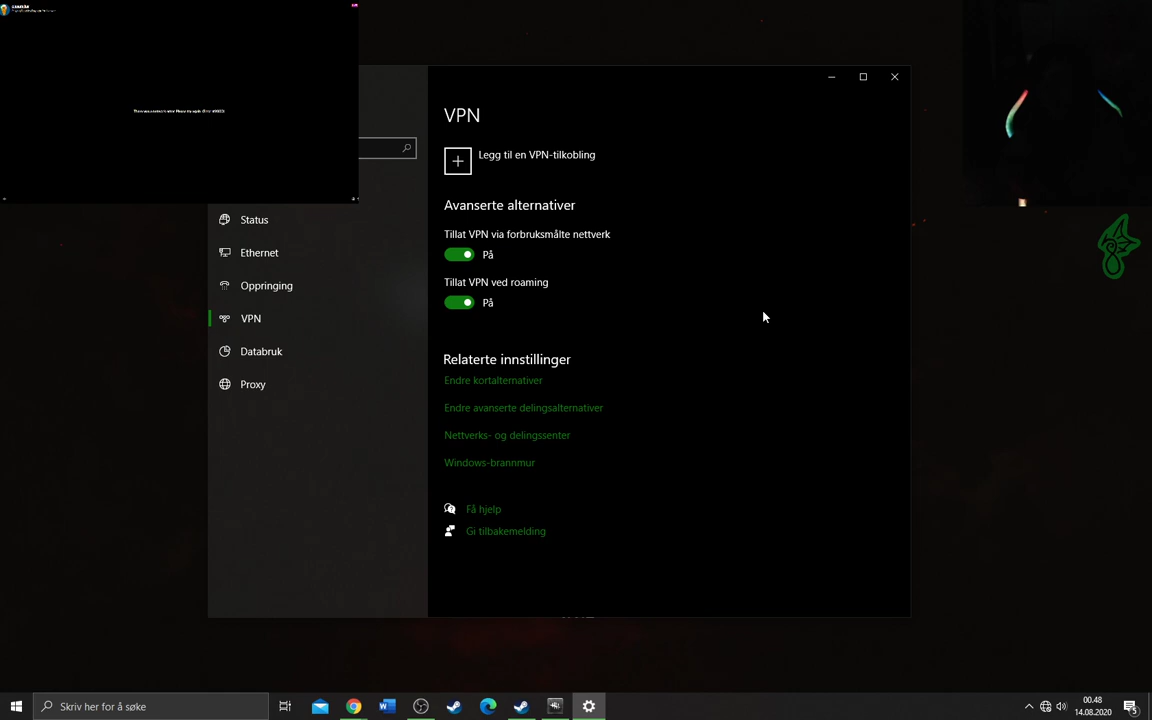 VPN
Legg til en VPN-tilkobling
Avanserte alternativer
Tillat VPN via forbruksmålte nettverk
På
Tillat VPN ved roaming
På
Relaterte innstillinger
Endre kortalternativer
Endre avanserte delingsalternativer
Nettverks- og delingssenter
Windows-brannmur
Få hjelp
Gi tilbakemelding
Status
Ethernet
Oppringing
VPN
Databruk
Proxy
Skriv her for å søke
00.48
14.08.2020
5